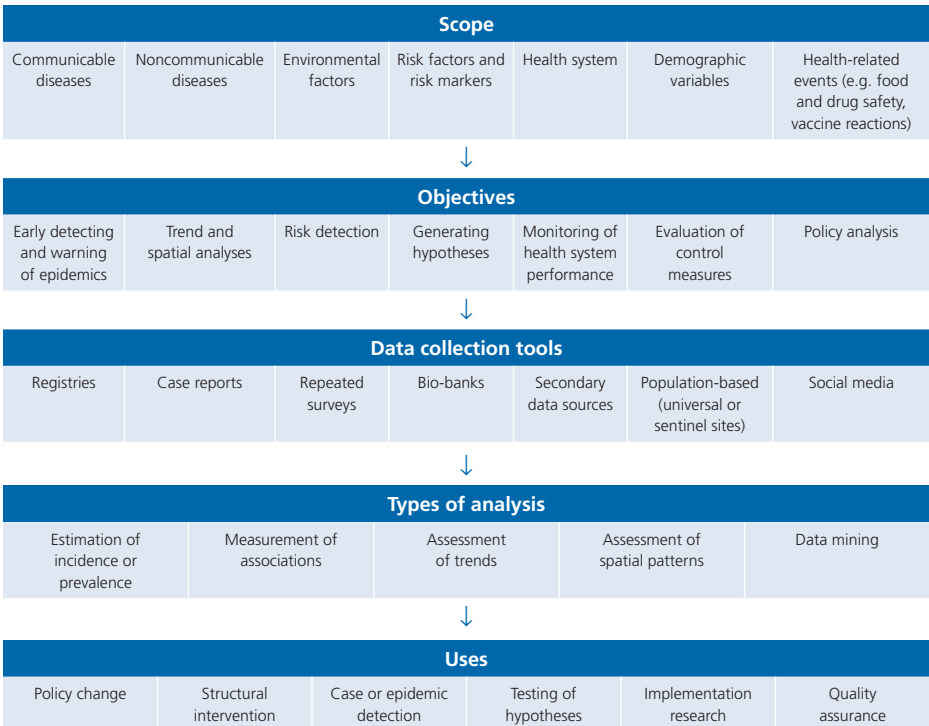 Scope
Communicable
diseases
Noncommunicable
diseases
Environmental
factors
Risk factors and
risk markers
Health system
Demographic
variables
Health-related
events (e.g. food
and drug safety,
vaccine reactions)
↓
Objectives
Early detecting
and warning
of epidemics
Trend and
spatial analyses
Risk detection
Generating
hypotheses
Monitoring of
health system
performance
Evaluation of
control
measures
Policy analysis
↓
Data collection tools
Registries
Case reports
Repeated
surveys
Bio-banks
Secondary
data sources
Population-based
(universal or
sentinel sites)
Social media
↓
Types of analysis
Estimation of
incidence or
prevalence
Measurement of
associations
Assessment
of trends
Assessment of
spatial patterns
Data mining
↓
Uses
Policy change
Structural
intervention
Case or epidemic
detection
Testing of
hypotheses
Implementation
research
Quality
assurance